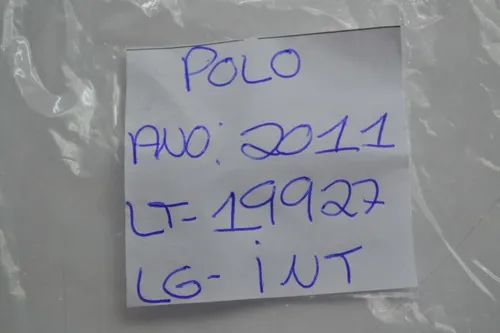 POLO
ANO: 2011
LT-19927
LG-INT